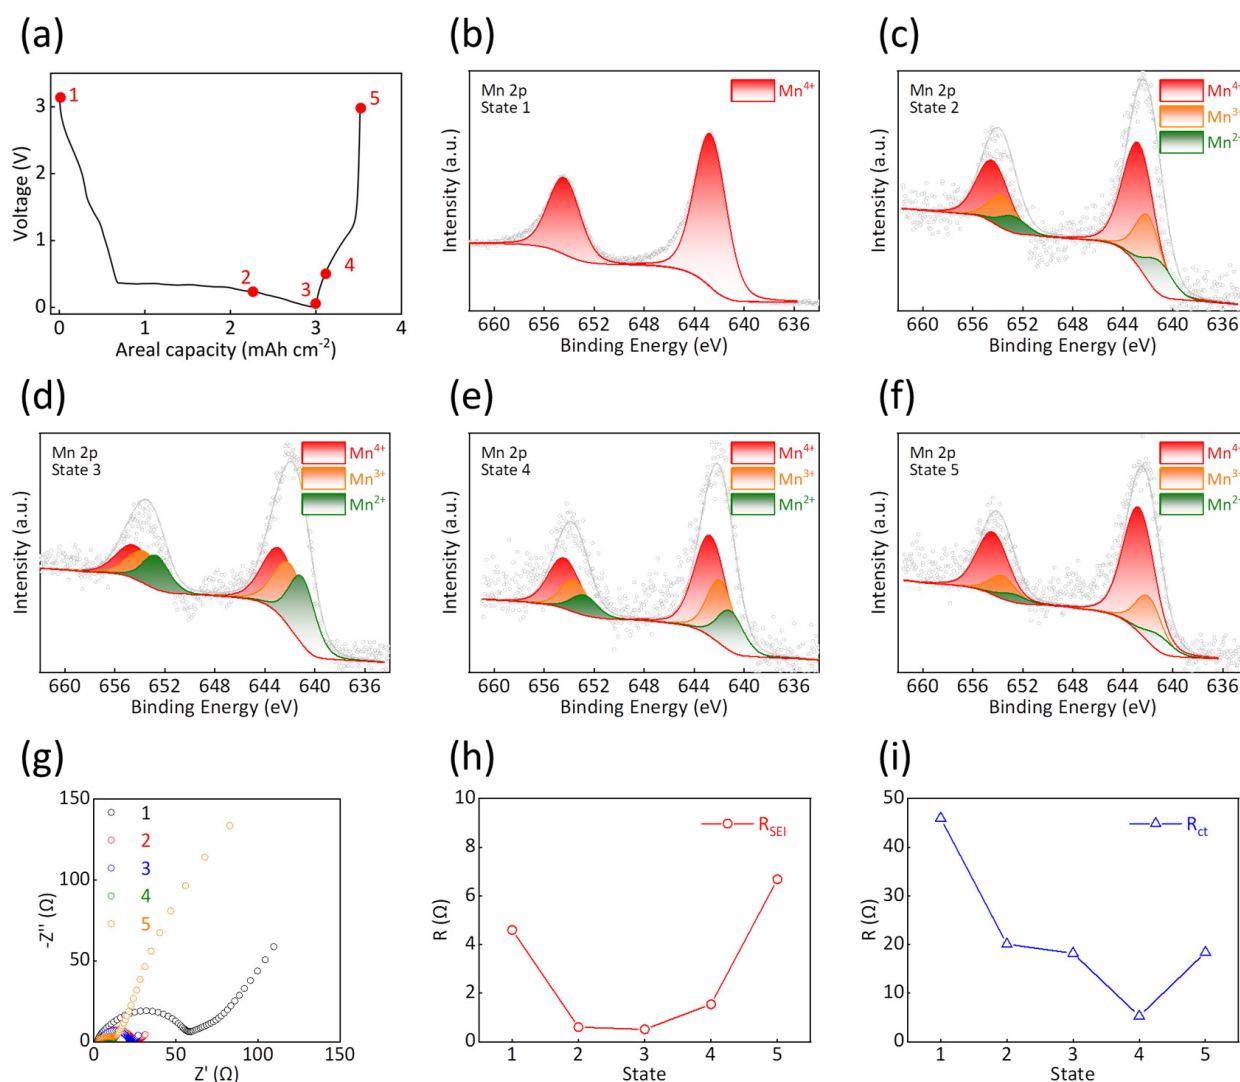 (a)
Voltage (V)
3
2
1
0
1
2
3
4
5
0
1
2
3
4
Areal capacity (mAh cm⁻²)
(b)
Mn 2p
State 1
Mn⁴⁺
Intensity (a.u.)
660 656 652 648 644 640 636
Binding Energy (eV)
(c)
Mn 2p
State 2
Mn⁴⁺
Mn³⁺
Mn²⁺
Intensity (a.u.)
660 656 652 648 644 640 636
Binding Energy (eV)
(d)
Mn 2p
State 3
Mn⁴⁺
Mn³⁺
Mn²⁺
Intensity (a.u.)
660 656 652 648 644 640 636
Binding Energy (eV)
(e)
Mn 2p
State 4
Mn⁴⁺
Mn³⁺
Mn²⁺
Intensity (a.u.)
660 656 652 648 644 640 636
Binding Energy (eV)
(f)
Mn 2p
State 5
Mn⁴⁺
Mn³⁺
Mn²⁺
Intensity (a.u.)
660 656 652 648 644 640 636
Binding Energy (eV)
(g)
150
100
50
0
-Z'' (Ω)
1
2
3
4
5
0 50 100 150
Z' (Ω)
(h)
10
8
6
4
2
0
R (Ω)
R_SEI
1 2 3 4 5
State
(i)
50
40
30
20
10
0
R (Ω)
R_ct
1 2 3 4 5
State